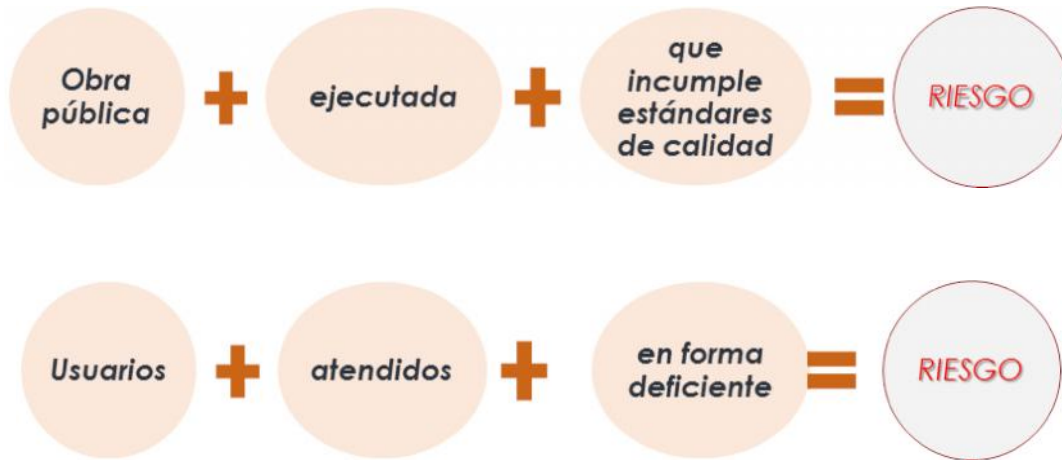 Obra
pública
+
ejecutada
+
que
incumple
estándares
de calidad
=
RIESGO
Usuarios
+
atendidos
+
en forma
deficiente
=
RIESGO